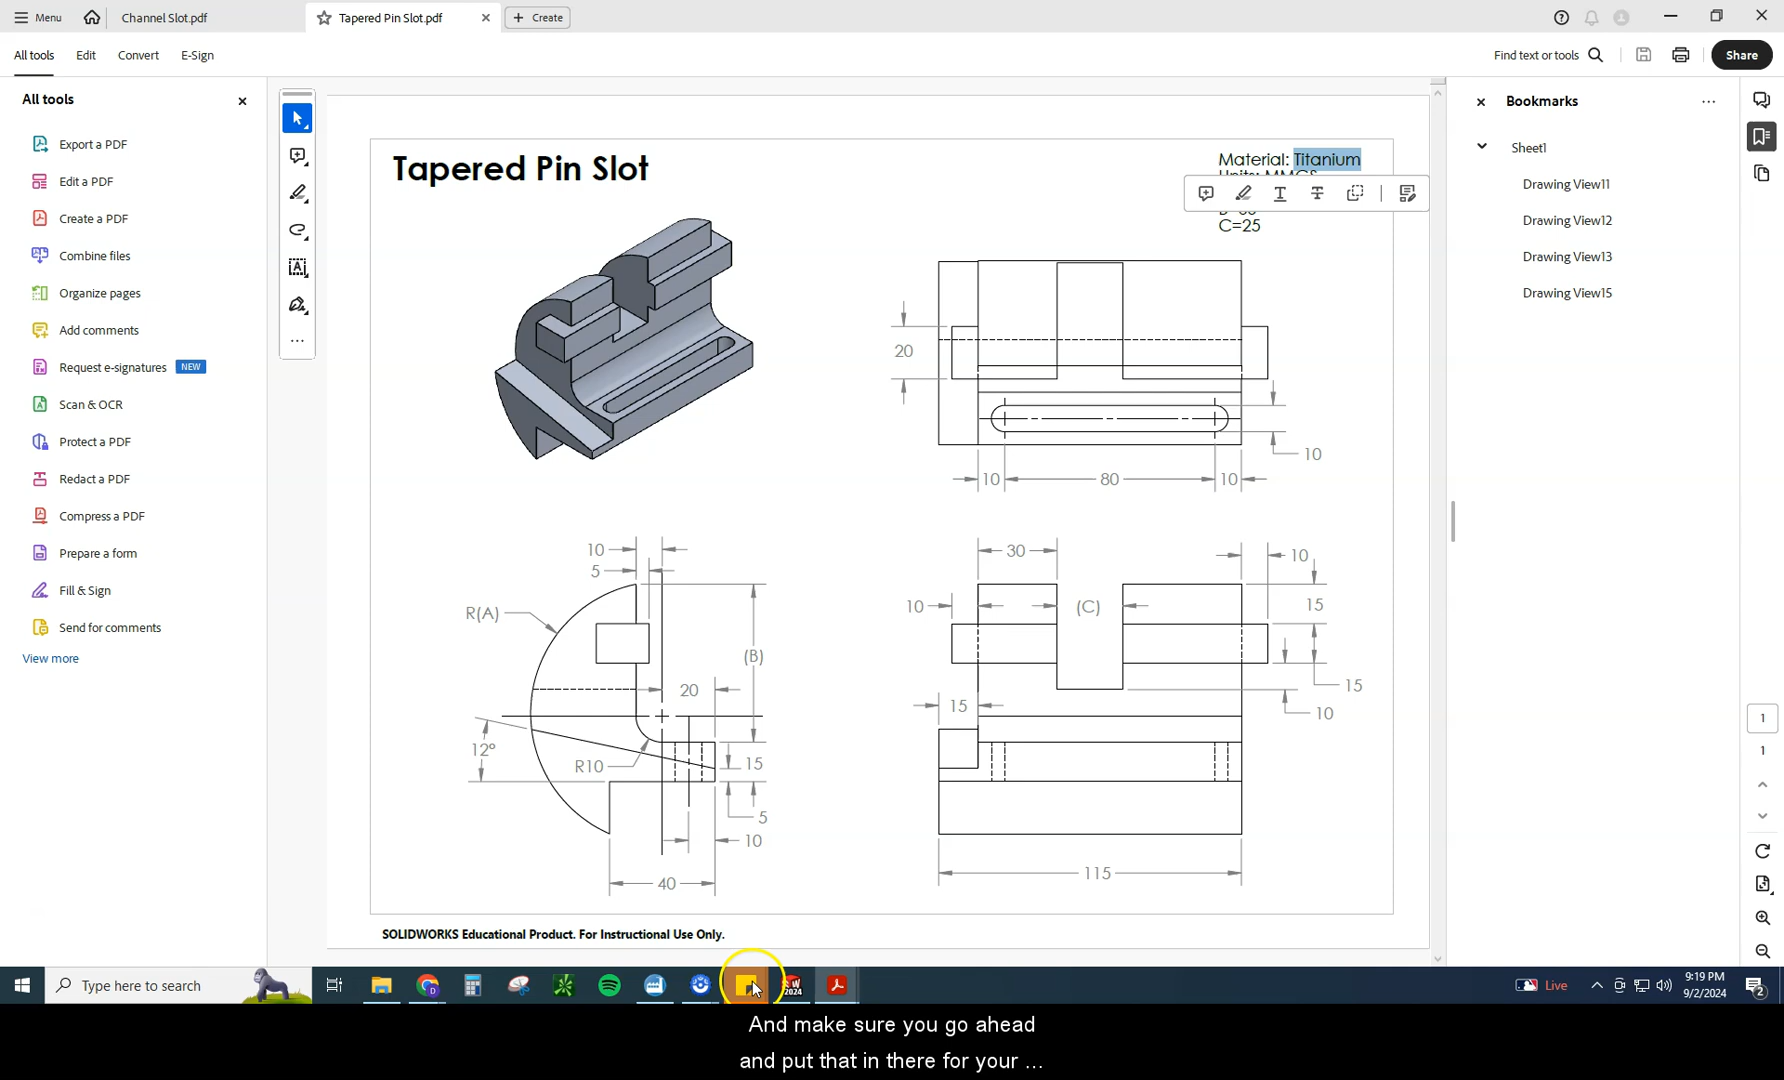 Menu
Channel Slot.pdf
Tapered Pin Slot.pdf
Create
All tools
Edit
Convert
E-Sign
Find text or tools
Share
All tools
Export a PDF
Edit a PDF
Create a PDF
Combine files
Organize pages
Add comments
Request e-signatures NEW
Scan & OCR
Protect a PDF
Redact a PDF
Compress a PDF
Prepare a form
Fill & Sign
Send for comments
View more
Tapered Pin Slot
Material: Titanium
C=25
20
10
10
80
10
10
5
R(A)
(B)
20
12°
R10
15
5
10
40
30
10
10
(C)
15
15
15
10
115
SOLIDWORKS Educational Product. For Instructional Use Only.
Bookmarks
Sheet1
Drawing View11
Drawing View12
Drawing View13
Drawing View15
1
1
Type here to search
2024
Live
9:19 PM
9/2/2024
2
And make sure you go ahead
and put that in there for your ...